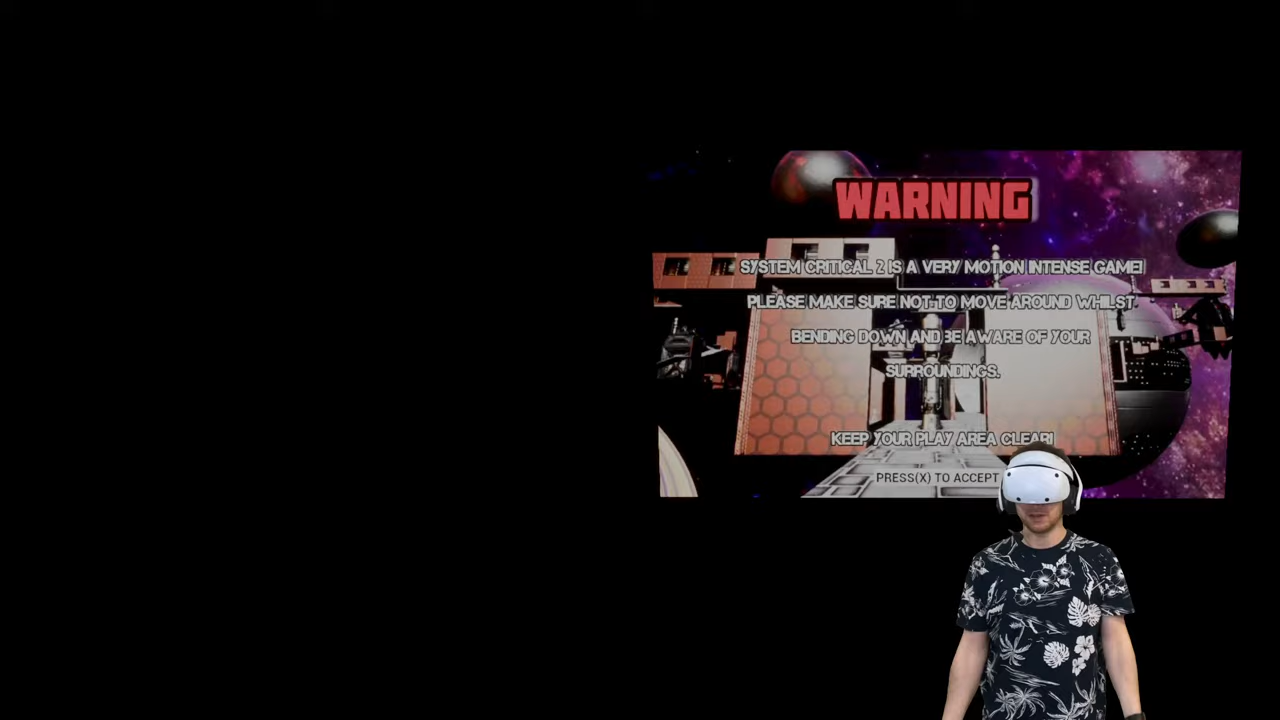 WARNING
SYSTEM CRITICAL 2 IS A VERY MOTION INTENSE GAME!
PLEASE MAKE SURE NOT TO MOVE AROUND WHILST
BENDING DOWN AND BE AWARE OF YOUR
SURROUNDINGS.
KEEP YOUR PLAY AREA CLEAR!
PRESS(X) TO ACCEPT